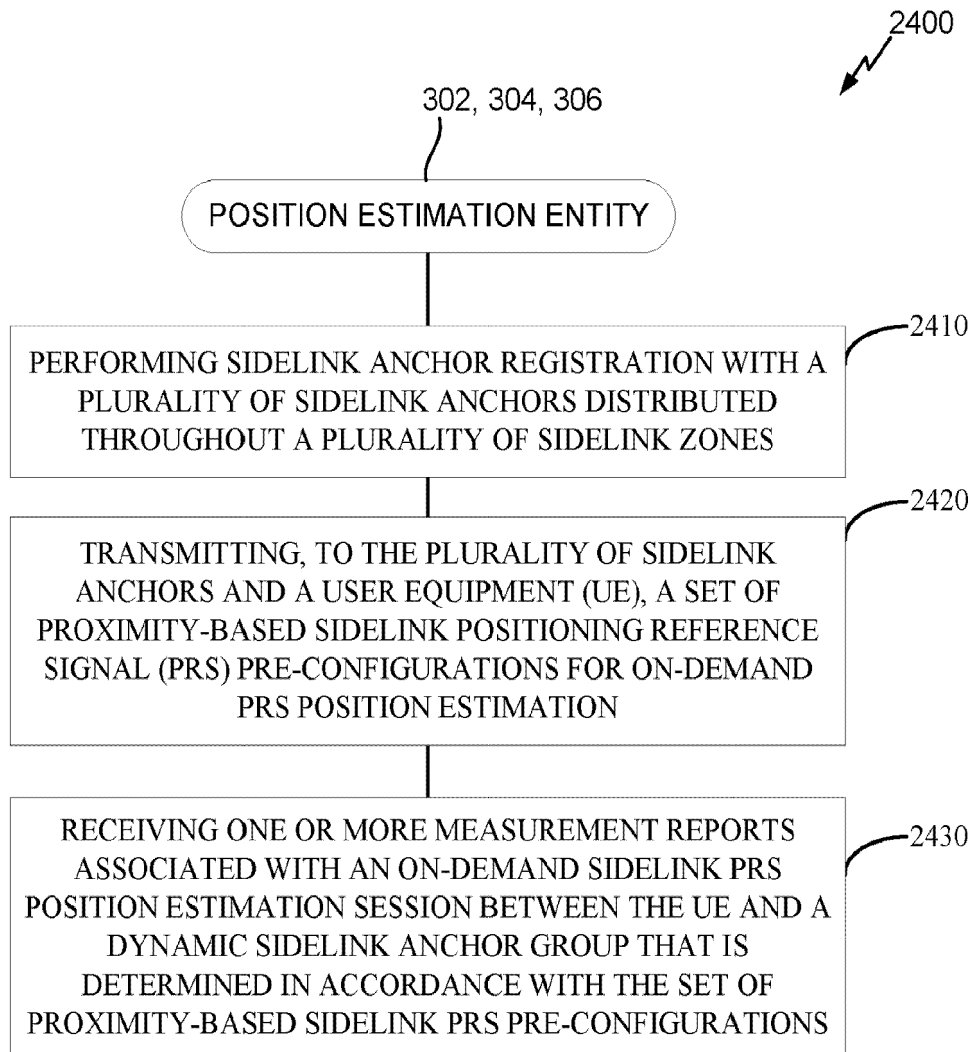 2400
302, 304, 306
POSITION ESTIMATION ENTITY
2410
PERFORMING SIDELINK ANCHOR REGISTRATION WITH A
PLURALITY OF SIDELINK ANCHORS DISTRIBUTED
THROUGHOUT A PLURALITY OF SIDELINK ZONES
2420
TRANSMITTING, TO THE PLURALITY OF SIDELINK
ANCHORS AND A USER EQUIPMENT (UE), A SET OF
PROXIMITY-BASED SIDELINK POSITIONING REFERENCE
SIGNAL (PRS) PRE-CONFIGURATIONS FOR ON-DEMAND
PRS POSITION ESTIMATION
2430
RECEIVING ONE OR MORE MEASUREMENT REPORTS
ASSOCIATED WITH AN ON-DEMAND SIDELINK PRS
POSITION ESTIMATION SESSION BETWEEN THE UE AND A
DYNAMIC SIDELINK ANCHOR GROUP THAT IS
DETERMINED IN ACCORDANCE WITH THE SET OF
PROXIMITY-BASED SIDELINK PRS PRE-CONFIGURATIONS